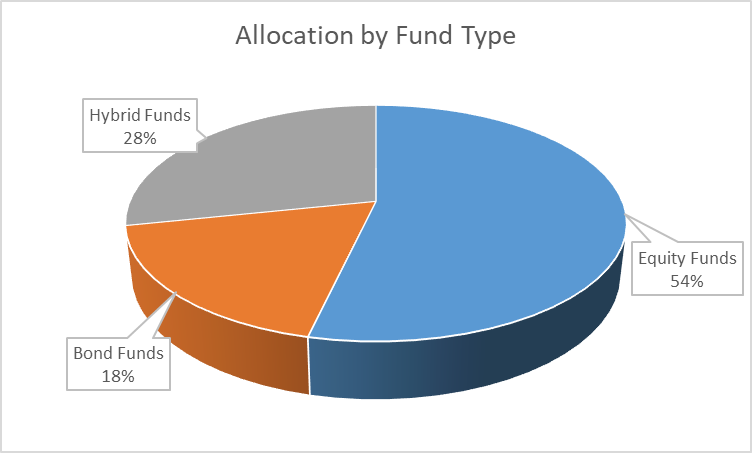 Allocation by Fund Type
Hybrid Funds
28%
Equity Funds
54%
Bond Funds
18%